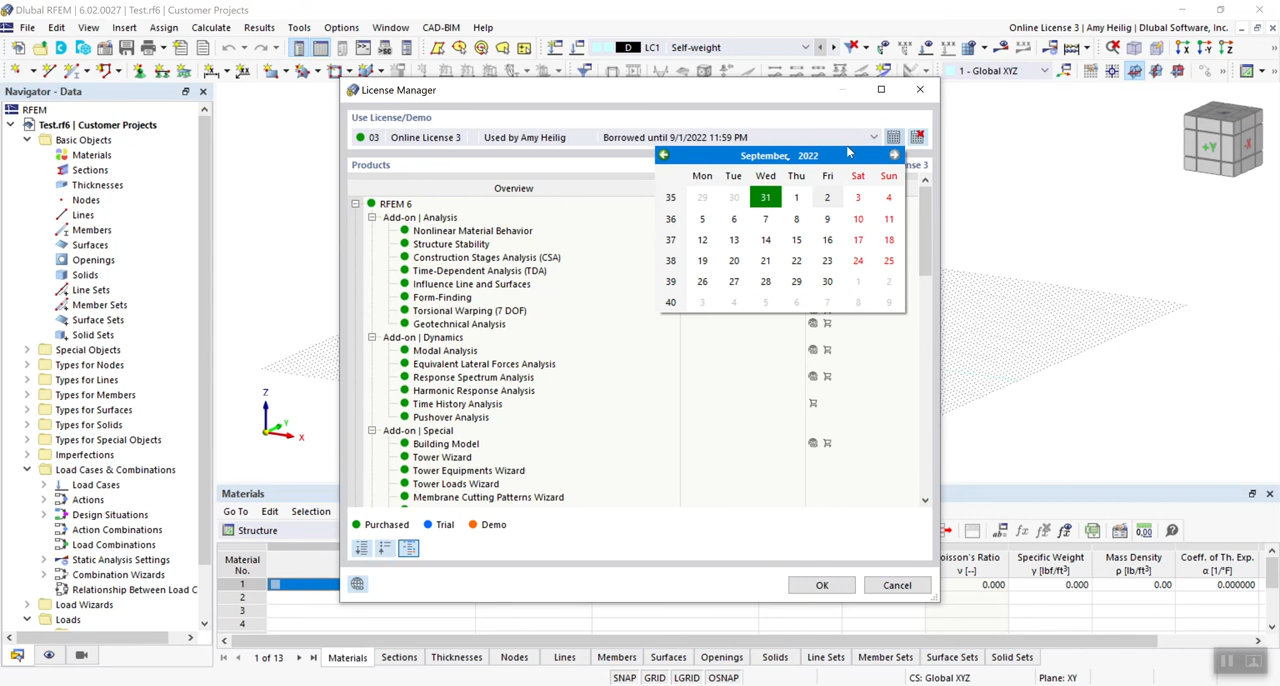 Dlubal RFEM | 6.02.0027 | Test.rf6 | Customer Projects
File Edit View Insert Assign Calculate Results Tools Options Window CAD-BIM Help
Online License 3 | Amy Heilig | Dlubal Software, Inc.
D LC1 Self-weight
1 - Global XYZ
Navigator - Data
RFEM
Test.rf6 | Customer Projects
Basic Objects
Materials
Sections
Thicknesses
Nodes
Lines
Members
Surfaces
Openings
Solids
Line Sets
Member Sets
Surface Sets
Solid Sets
Special Objects
Types for Nodes
Types for Lines
Types for Members
Types for Surfaces
Types for Solids
Types for Special Objects
Imperfections
Load Cases & Combinations
Load Cases
Actions
Design Situations
Action Combinations
Load Combinations
Static Analysis Settings
Combination Wizards
Relationship Between Load C
Load Wizards
Loads
License Manager
Use License/Demo
03 Online License 3 Used by Amy Heilig Borrowed until 9/1/2022 11:59 PM
Products
se 3
September, 2022
Mon Tue Wed Thu Fri Sat Sun
35 29 30 31 1 2 3 4
36 5 6 7 8 9 10 11
37 12 13 14 15 16 17 18
38 19 20 21 22 23 24 25
39 26 27 28 29 30 1 2
40 3 4 5 6 7 8 9
Overview
RFEM 6
Add-on | Analysis
Nonlinear Material Behavior
Structure Stability
Construction Stages Analysis (CSA)
Time-Dependent Analysis (TDA)
Influence Line and Surfaces
Form-Finding
Torsional Warping (7 DOF)
Geotechnical Analysis
Add-on | Dynamics
Modal Analysis
Equivalent Lateral Forces Analysis
Response Spectrum Analysis
Harmonic Response Analysis
Time History Analysis
Pushover Analysis
Add-on | Special
Building Model
Tower Wizard
Tower Equipments Wizard
Tower Loads Wizard
Membrane Cutting Patterns Wizard
Purchased Trial Demo
OK Cancel
+Y -X
Z
Y
X
Materials
Go To Edit Selection
Structure
Material
No.
1
2
3
4
oisson's Ratio
ν [--]
0.000
Specific Weight
γ [lbf/ft³]
0.00
Mass Density
ρ [lb/ft³]
0.00
Coeff. of Th. Exp.
α [1/°F]
0.000000
1 of 13 Materials Sections Thicknesses Nodes Lines Members Surfaces Openings Solids Line Sets Member Sets Surface Sets Solid Sets
SNAP GRID LGRID OSNAP CS: Global XYZ Plane: XY